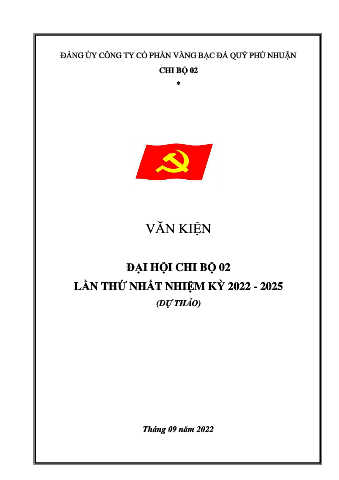 ĐẢNG ỦY CÔNG TY CỔ PHẦN VÀNG BẠC ĐÁ QUÝ PHÚ NHUẬN
CHI BỘ 02
*
VĂN KIỆN
ĐẠI HỘI CHI BỘ 02
LẦN THỨ NHẤT NHIỆM KỲ 2022 - 2025
(DỰ THẢO)
Tháng 09 năm 2022